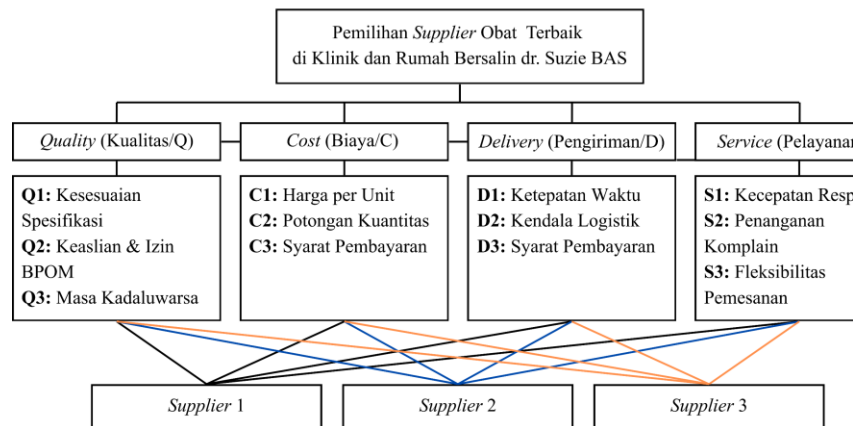 Pemilihan Supplier Obat Terbaik
di Klinik dan Rumah Bersalin dr. Suzie BAS
Quality (Kualitas/Q)
Cost (Biaya/C)
Delivery (Pengiriman/D)
Service (Pelayanan
Q1: Kesesuaian
Spesifikasi
Q2: Keaslian & Izin
BPOM
Q3: Masa Kadaluwarsa
C1: Harga per Unit
C2: Potongan Kuantitas
C3: Syarat Pembayaran
D1: Ketepatan Waktu
D2: Kendala Logistik
D3: Syarat Pembayaran
S1: Kecepatan Resp
S2: Penanganan
Komplain
S3: Fleksibilitas
Pemesanan
Supplier 1
Supplier 2
Supplier 3